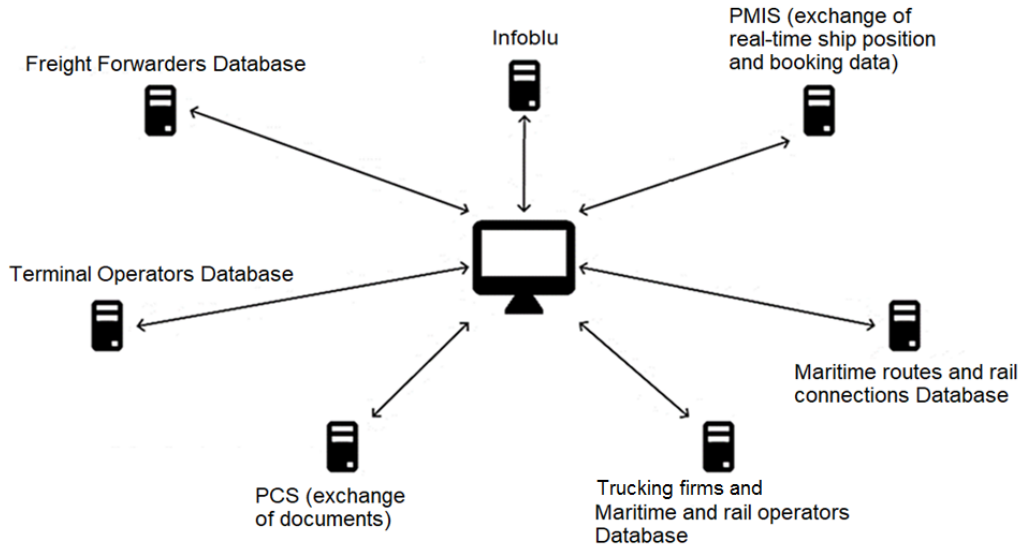 Infoblu
PMIS (exchange of
real-time ship position
and booking data)
Freight Forwarders Database
Terminal Operators Database
Maritime routes and rail
connections Database
PCS (exchange
of documents)
Trucking firms and
Maritime and rail operators
Database